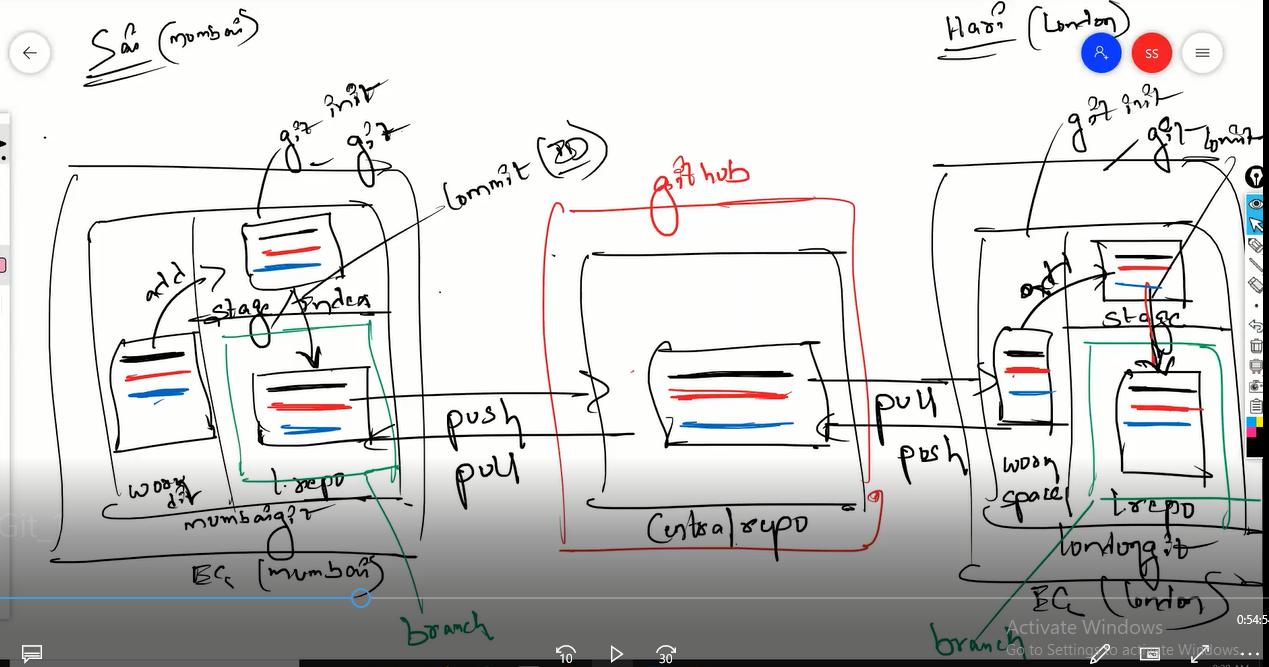 Sai (mumbai)
Hari (London)
SS
git init
git
commit (ID)
github
git init
git
commit
add
stage index
add
stage
push
pull
pull
push
work
dir
L.repo
mumbaigit
EC2 (mumbai)
Central repo
work
space
L.repo
londongit
EC2 (london)
branch
branch
Git_
0:54:5
Activate Windows
Go to Settings to activate Windows.
10
30